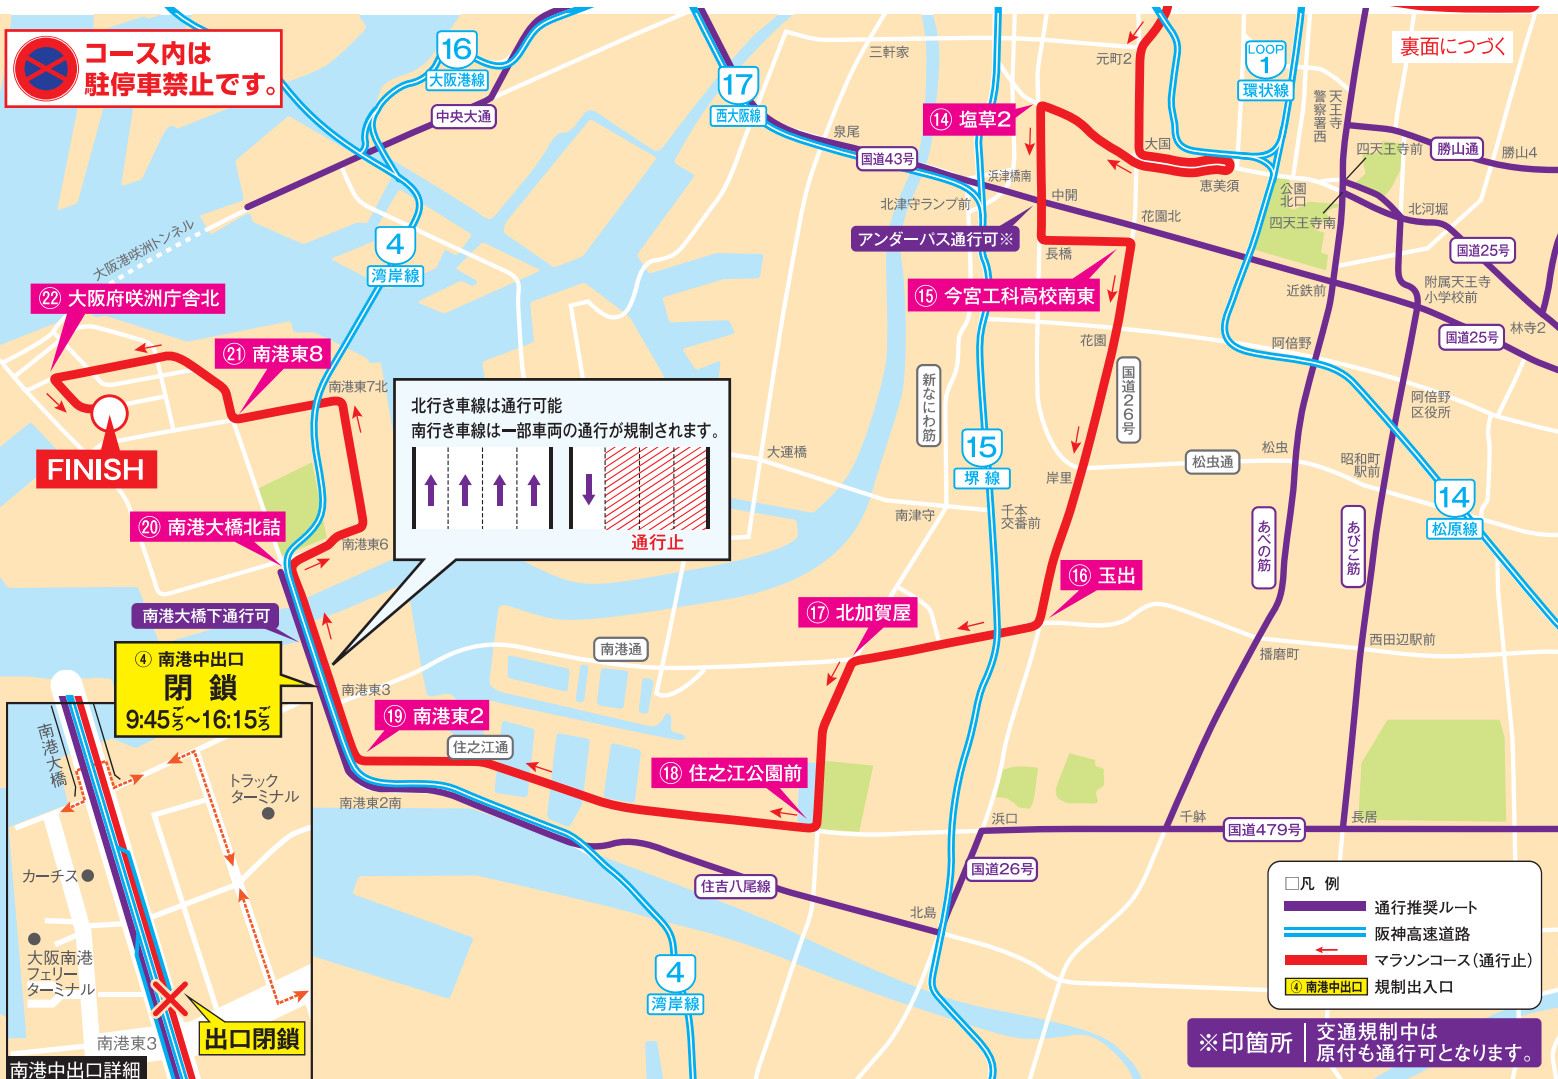 コース内は
駐停車禁止です。
裏面につづく
16
大阪港線
中央大通
17
西大阪線
三軒家
元町2
LOOP
1
環状線
天王寺
警察署西
⑭ 塩草2
大国
四天王寺前
勝山通
勝山4
泉尾
国道43号
浜津橋南
中開
恵美須
公園
北口
北津守ランプ前
花園北
四天王寺南
北河堀
アンダーパス通行可※
長橋
国道25号
大阪港咲洲トンネル
4
湾岸線
⑮ 今宮工科高校南東
近鉄前
附属天王寺
小学校前
㉒ 大阪府咲洲庁舎北
花園
阿倍野
国道25号
林寺2
㉑ 南港東8
新なにわ筋
国道26号
南港東7北
阿倍野
区役所
北行き車線は通行可能
南行き車線は一部車両の通行が規制されます。
通行止
FINISH
大運橋
15
堺線
岸里
松虫通
松虫
昭和町
駅前
14
松原線
南津守
千本
交番前
⑳ 南港大橋北詰
南港東6
あべの筋
あびこ筋
⑯ 玉出
南港大橋下通行可
⑰ 北加賀屋
南港通
播磨町
西田辺駅前
④ 南港中出口
閉鎖
9:45ごろ〜16:15ごろ
南港東3
⑲ 南港東2
住之江通
⑱ 住之江公園前
南港東2南
浜口
千躰
国道479号
長居
国道26号
住吉八尾線
北島
4
湾岸線
南港大橋
トラック
ターミナル
カーチス
大阪南港
フェリー
ターミナル
南港東3
出口閉鎖
南港中出口詳細
□凡 例
通行推奨ルート
阪神高速道路
マラソンコース(通行止)
④ 南港中出口
規制出入口
※印箇所
交通規制中は
原付も通行可となります。